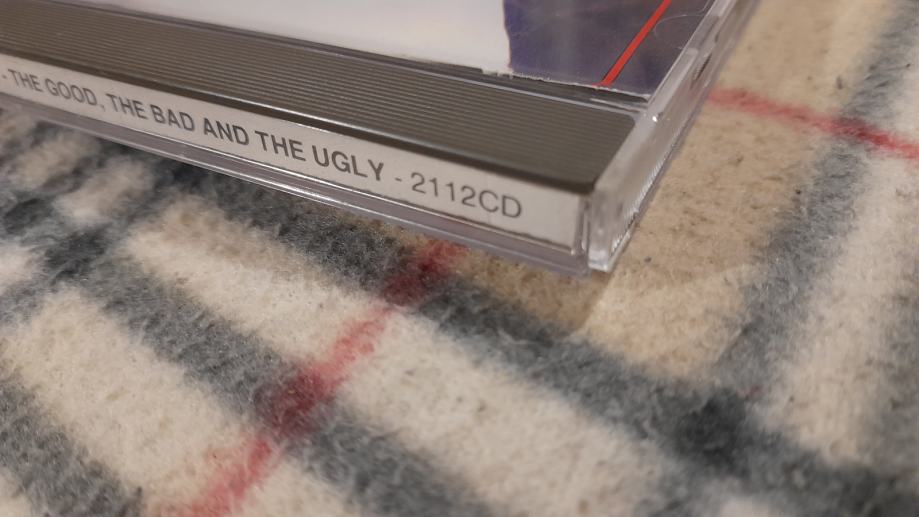 - THE GOOD, THE BAD AND THE UGLY - 2112CD